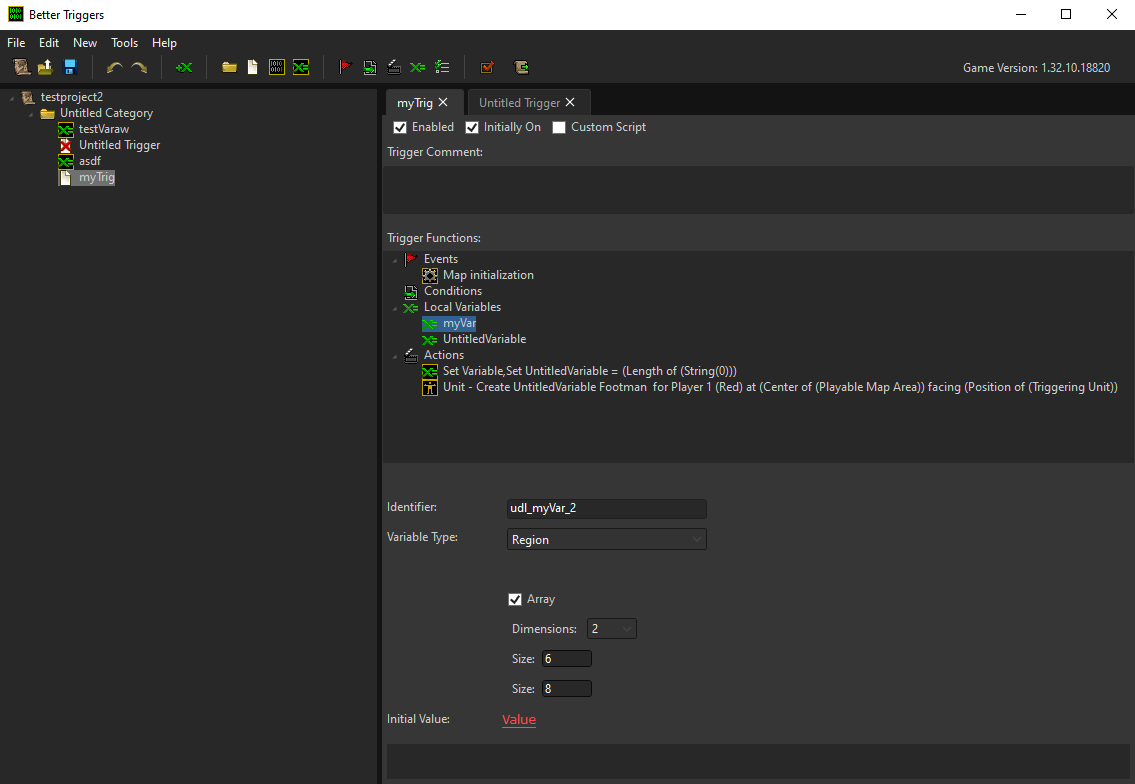 Better Triggers
File Edit New Tools Help
Game Version: 1.32.10.18820
testproject2
Untitled Category
testVaraw
Untitled Trigger
asdf
myTrig
myTrig Untitled Trigger
Enabled Initially On Custom Script
Trigger Comment:
Trigger Functions:
Events
Map initialization
Conditions
Local Variables
myVar
UntitledVariable
Actions
Set Variable,Set UntitledVariable = (Length of (String(0)))
Unit - Create UntitledVariable Footman  for Player 1 (Red) at (Center of (Playable Map Area)) facing (Position of (Triggering Unit))
Identifier: udl_myVar_2
Variable Type: Region
Array
Dimensions: 2
Size: 6
Size: 8
Initial Value: Value